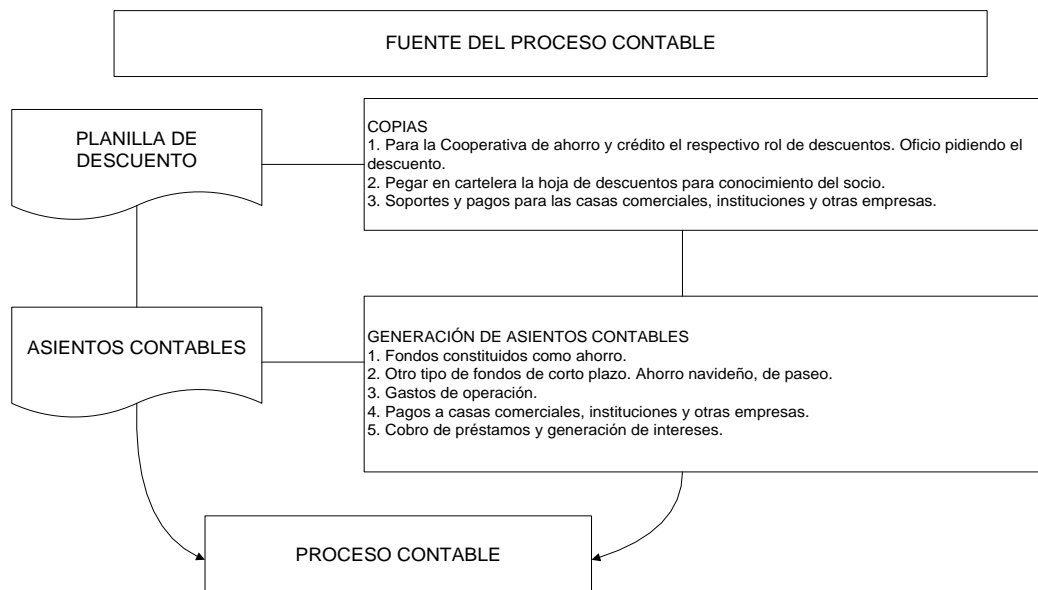 FUENTE DEL PROCESO CONTABLE
PLANILLA DE
DESCUENTO
COPIAS
1. Para la Cooperativa de ahorro y crédito el respectivo rol de descuentos. Oficio pidiendo el
descuento.
2. Pegar en cartelera la hoja de descuentos para conocimiento del socio.
3. Soportes y pagos para las casas comerciales, instituciones y otras empresas.
ASIENTOS CONTABLES
GENERACIÓN DE ASIENTOS CONTABLES
1. Fondos constituidos como ahorro.
2. Otro tipo de fondos de corto plazo. Ahorro navideño, de paseo.
3. Gastos de operación.
4. Pagos a casas comerciales, instituciones y otras empresas.
5. Cobro de préstamos y generación de intereses.
PROCESO CONTABLE